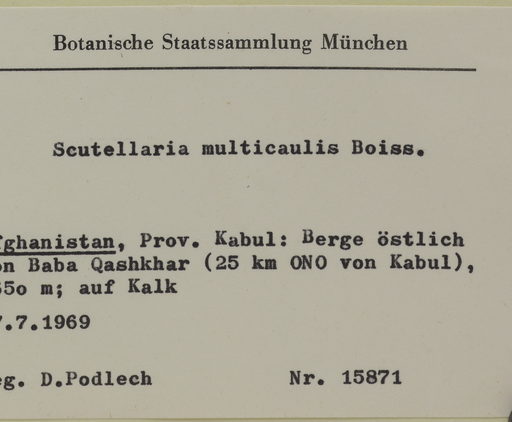 Botanische Staatssammlung München
Scutellaria multicaulis Boiss.
fghanistan, Prov. Kabul: Berge östlich
on Baba Qashkhar (25 km ONO von Kabul),
65o m; auf Kalk
7.7.1969
eg. D.Podlech Nr. 15871